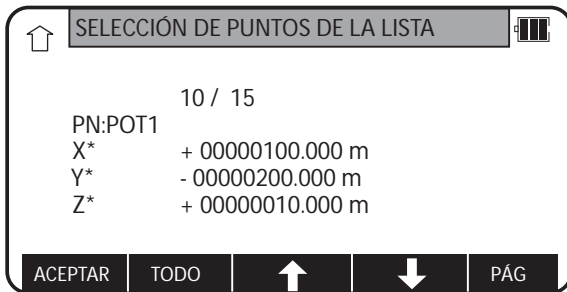 SELECCIÓN DE PUNTOS DE LA LISTA
10 / 15
PN:POT1
X* + 00000100.000 m
Y* - 00000200.000 m
Z* + 00000010.000 m
ACEPTAR TODO PÁG